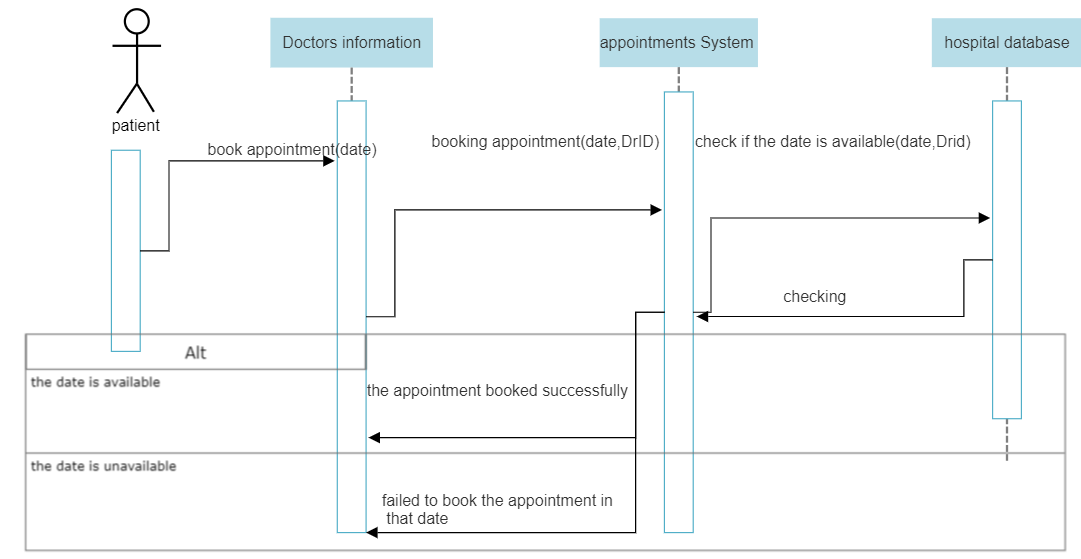 Doctors information
appointments System
hospital database
patient
book appointment(date)
booking appointment(date,DrID)
check if the date is available(date,Drid)
checking
Alt
the date is available
the appointment booked successfully
the date is unavailable
failed to book the appointment in
that date